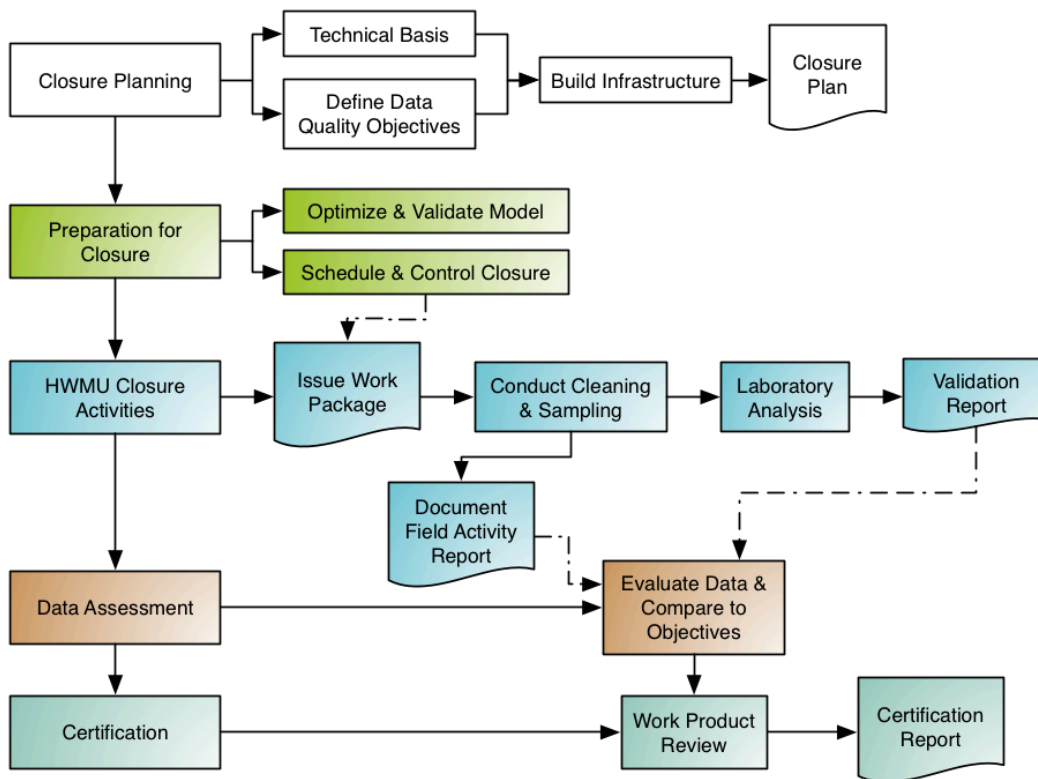 Technical Basis
Closure Planning
Define Data
Quality Objectives
Build Infrastructure
Closure
Plan
Preparation for
Closure
Optimize & Validate Model
Schedule & Control Closure
HWMU Closure
Activities
Issue Work
Package
Conduct Cleaning
& Sampling
Laboratory
Analysis
Validation
Report
Document
Field Activity
Report
Data Assessment
Evaluate Data &
Compare to
Objectives
Certification
Work Product
Review
Certification
Report